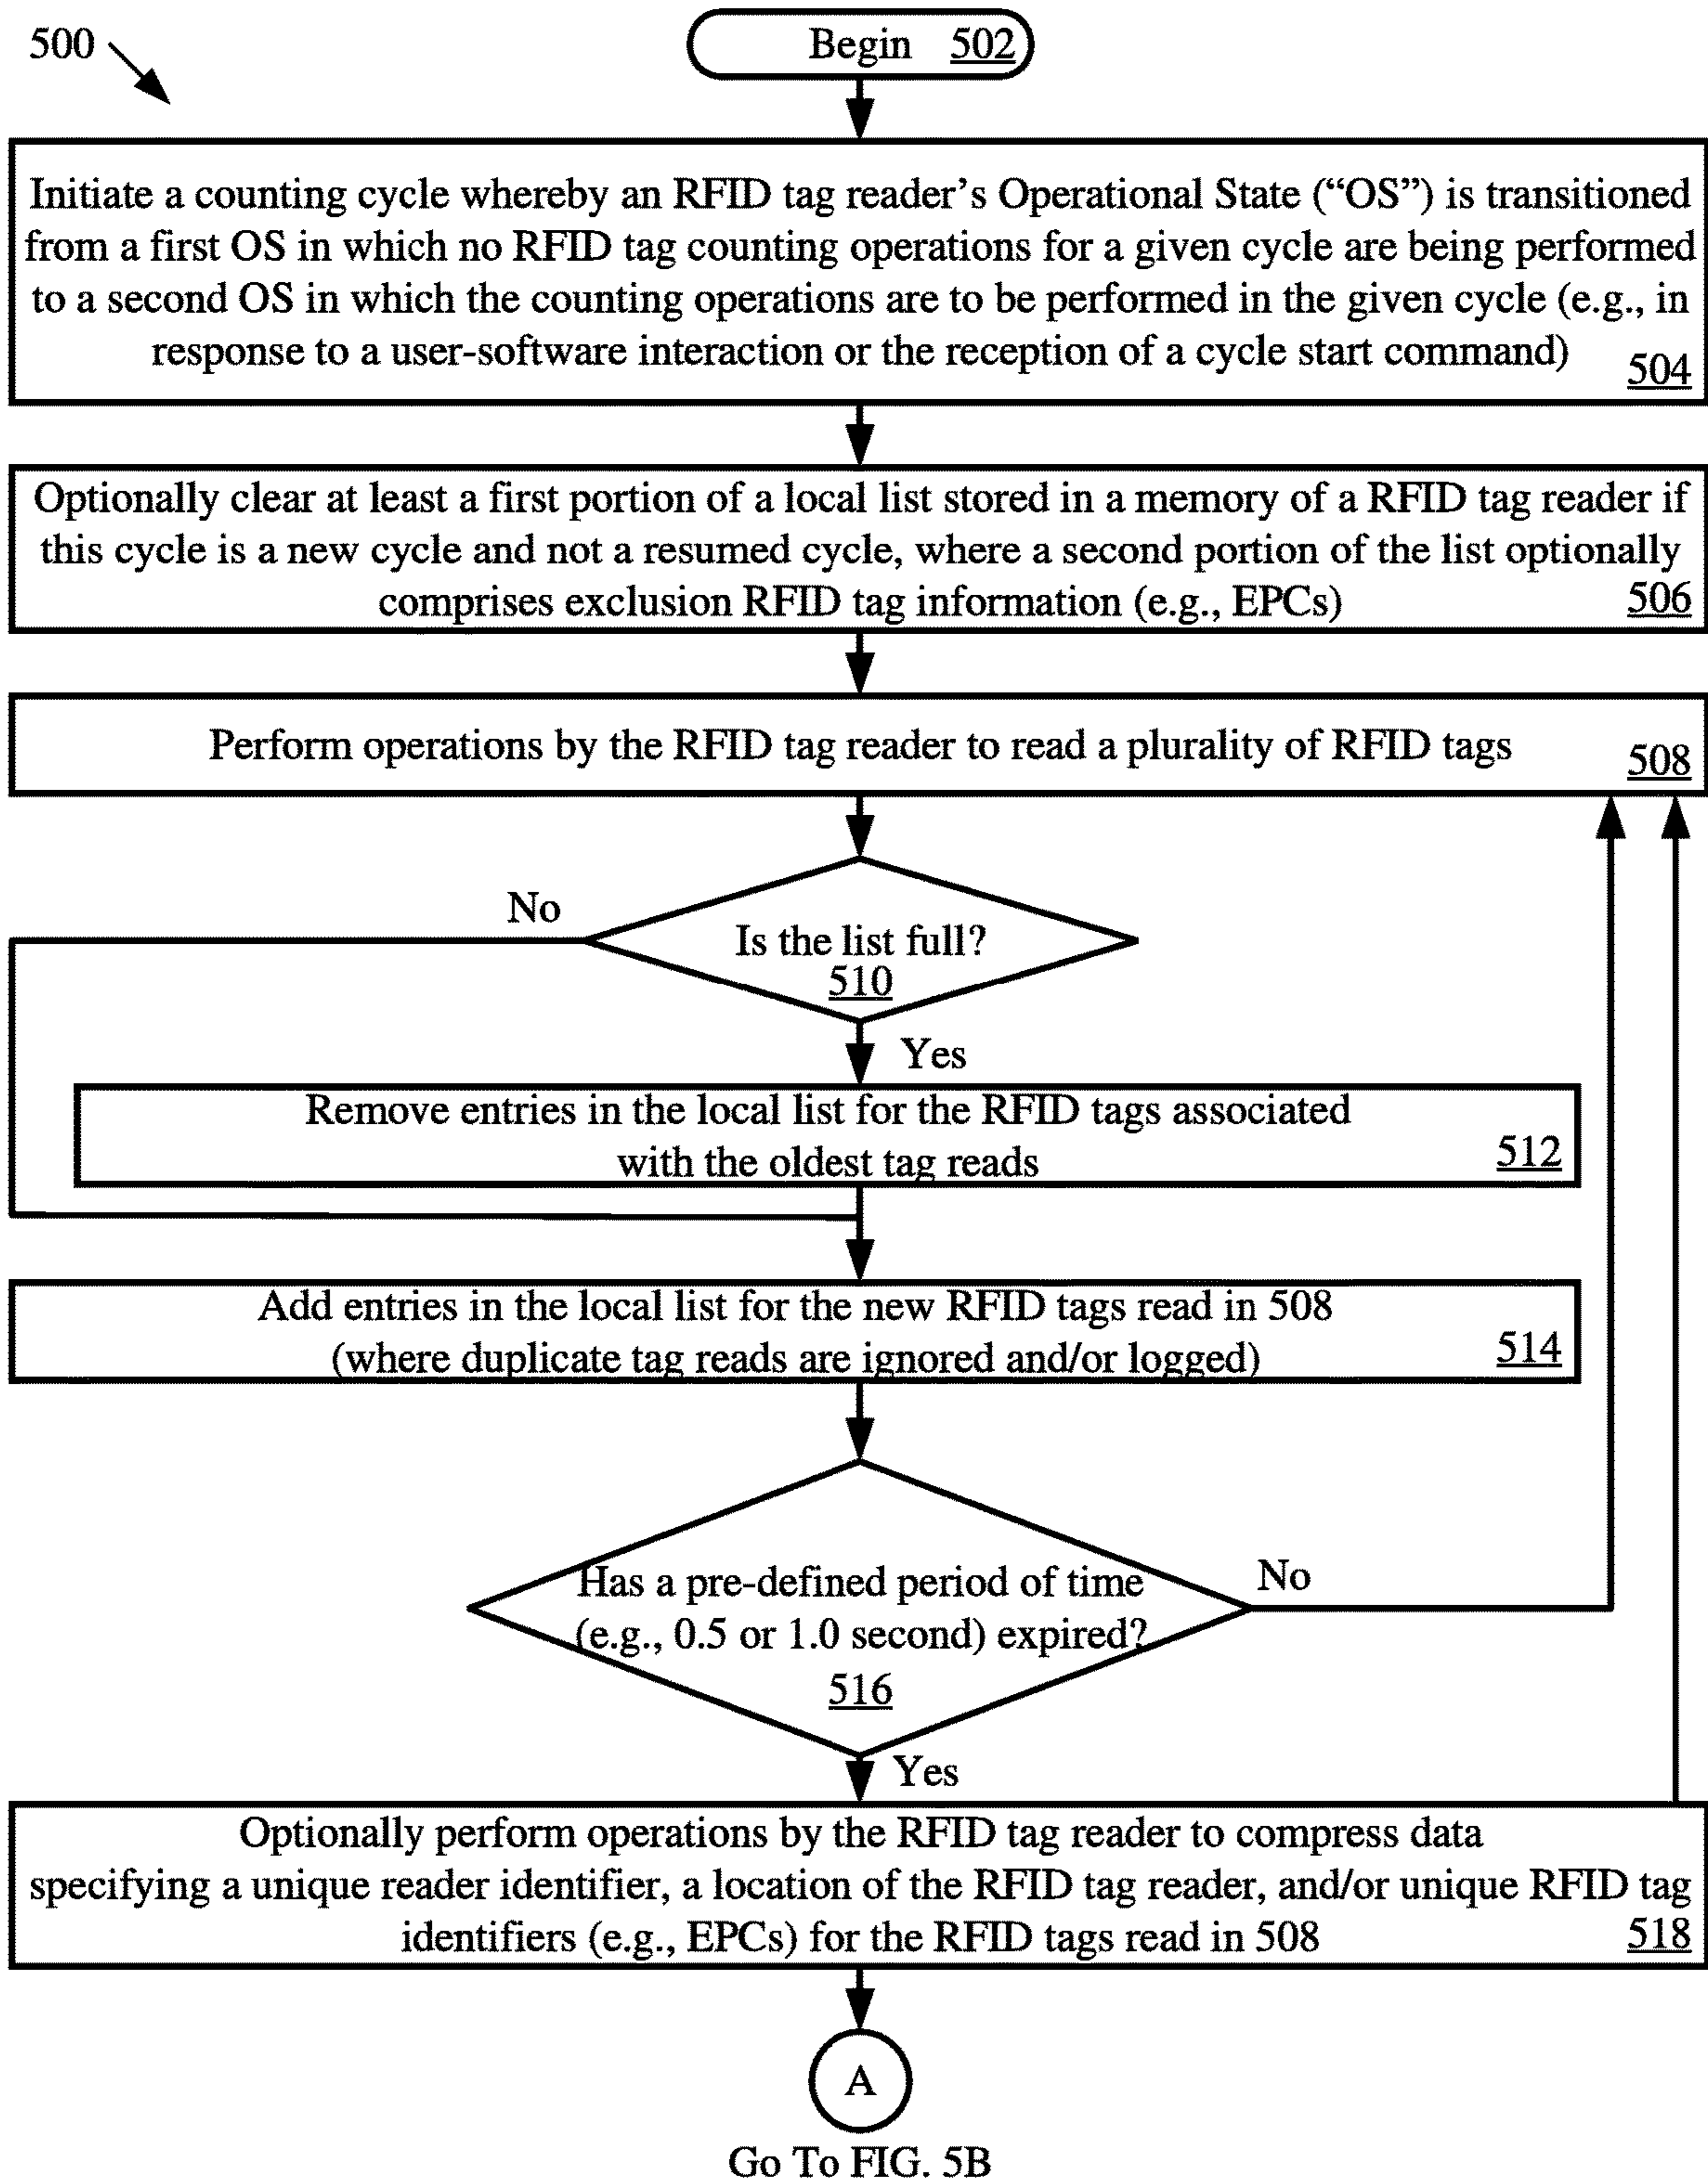 500
Begin 502
Initiate a counting cycle whereby an RFID tag reader’s Operational State (“OS”) is transitioned
from a first OS in which no RFID tag counting operations for a given cycle are being performed
to a second OS in which the counting operations are to be performed in the given cycle (e.g., in
response to a user-software interaction or the reception of a cycle start command)
504
Optionally clear at least a first portion of a local list stored in a memory of a RFID tag reader if
this cycle is a new cycle and not a resumed cycle, where a second portion of the list optionally
comprises exclusion RFID tag information (e.g., EPCs)
506
Perform operations by the RFID tag reader to read a plurality of RFID tags
508
No
Is the list full?
510
Yes
Remove entries in the local list for the RFID tags associated
with the oldest tag reads
512
Add entries in the local list for the new RFID tags read in 508
(where duplicate tag reads are ignored and/or logged)
514
Has a pre-defined period of time
(e.g., 0.5 or 1.0 second) expired?
516
No
Yes
Optionally perform operations by the RFID tag reader to compress data
specifying a unique reader identifier, a location of the RFID tag reader, and/or unique RFID tag
identifiers (e.g., EPCs) for the RFID tags read in 508
518
A
Go To FIG. 5B